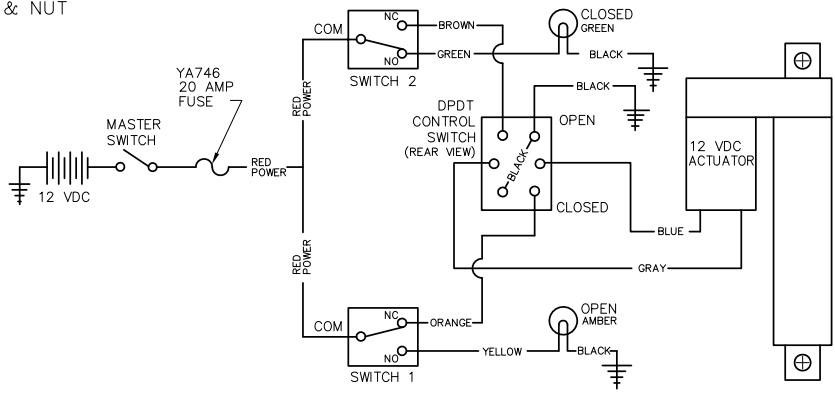 & NUT
NC
COM
BROWN
CLOSED
GREEN
NO
GREEN
BLACK
SWITCH 2
YA746
20 AMP
FUSE
RED
POWER
BLACK
DPDT
CONTROL
SWITCH
(REAR VIEW)
OPEN
MASTER
SWITCH
BLACK
12 VDC
ACTUATOR
RED
POWER
12 VDC
CLOSED
BLUE
RED
POWER
GRAY
COM
NC
ORANGE
OPEN
AMBER
NO
YELLOW
BLACK
SWITCH 1